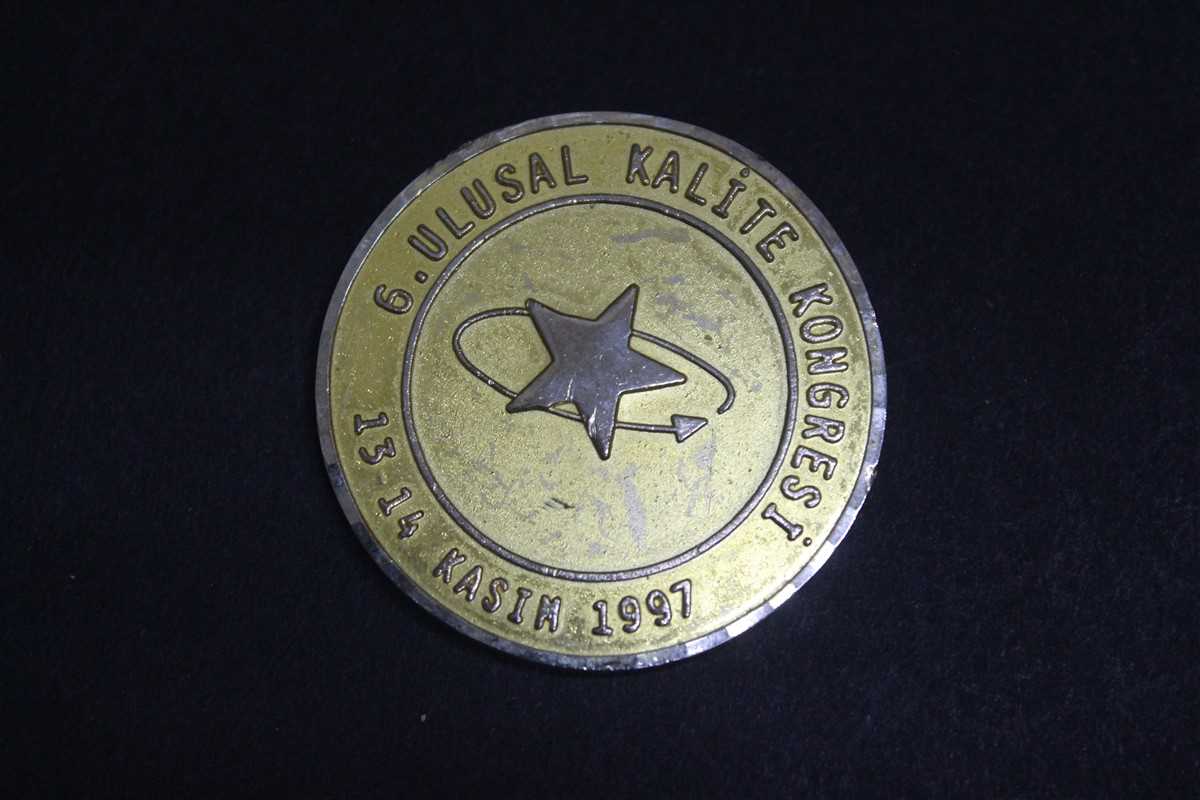 6. ULUSAL KALİTE KONGRESİ
13 14 KASIM 1997